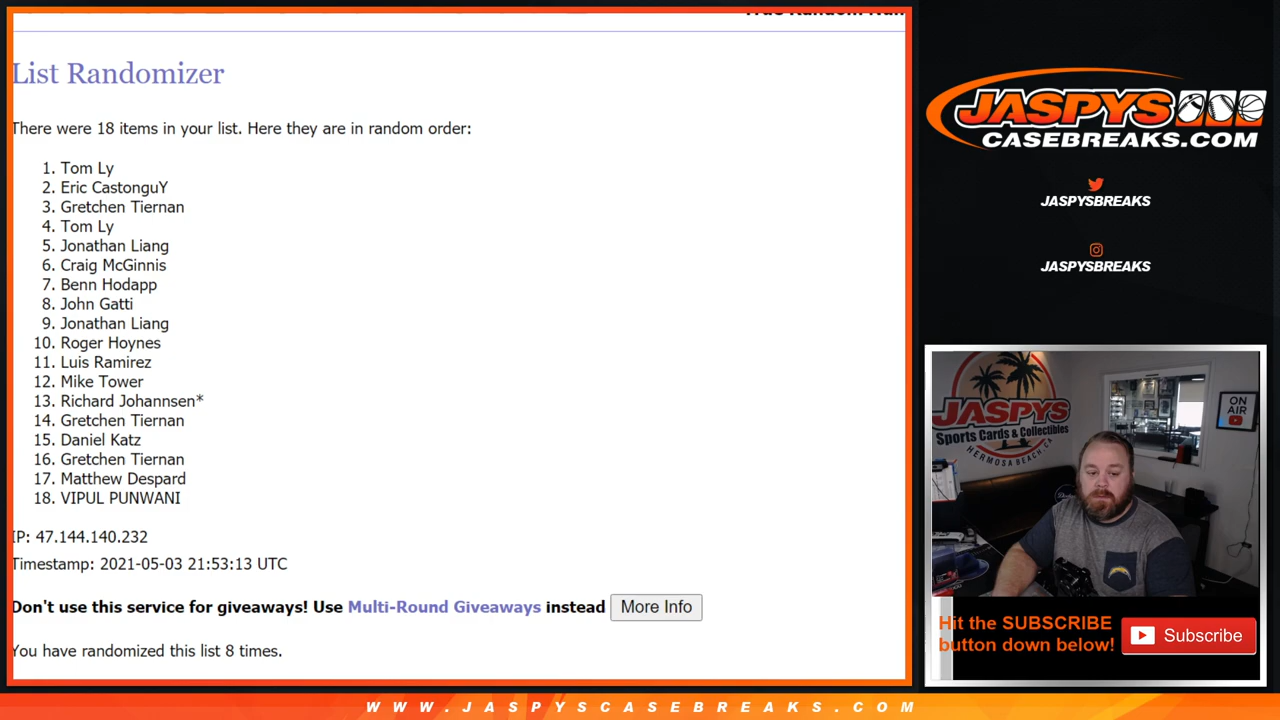 List Randomizer
There were 18 items in your list. Here they are in random order:
1. Tom Ly
2. Eric CastonguY
3. Gretchen Tiernan
4. Tom Ly
5. Jonathan Liang
6. Craig McGinnis
7. Benn Hodapp
8. John Gatti
9. Jonathan Liang
10. Roger Hoynes
11. Luis Ramirez
12. Mike Tower
13. Richard Johannsen*
14. Gretchen Tiernan
15. Daniel Katz
16. Gretchen Tiernan
17. Matthew Despard
18. VIPUL PUNWANI
IP: 47.144.140.232
Timestamp: 2021-05-03 21:53:13 UTC
Don't use this service for giveaways! Use Multi-Round Giveaways instead More Info
You have randomized this list 8 times.
JASPYS
CASEBREAKS.COM
JASPYSBREAKS
JASPYSBREAKS
JASPYS
Sports Cards & Collectibles
HERMOSA BEACH, CA
ON
AIR
Hit the SUBSCRIBE
button down below!
Subscribe
WWW.JASPYSCASEBREAKS.COM